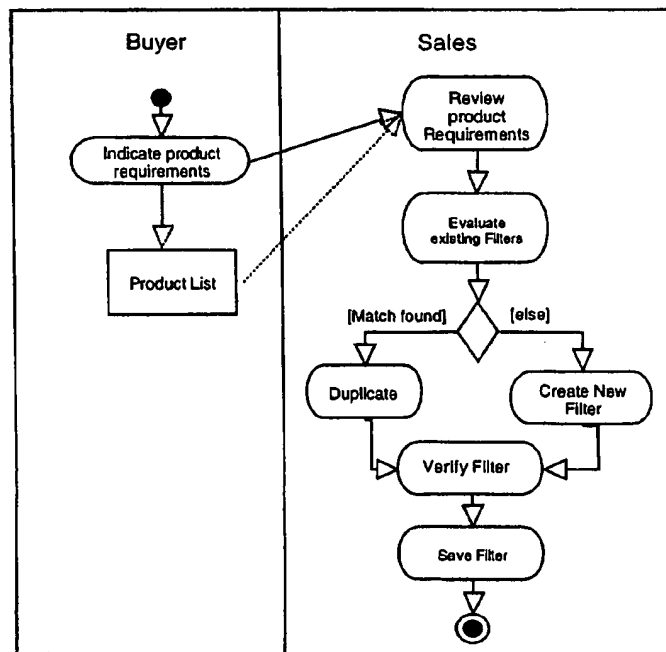 Buyer
Sales
Indicate product
requirements
Product List
Review
product
Requirements
Evaluate
existing Filters
[Match found]
[else]
Duplicate
Create New
Filter
Verify Filter
Save Filter